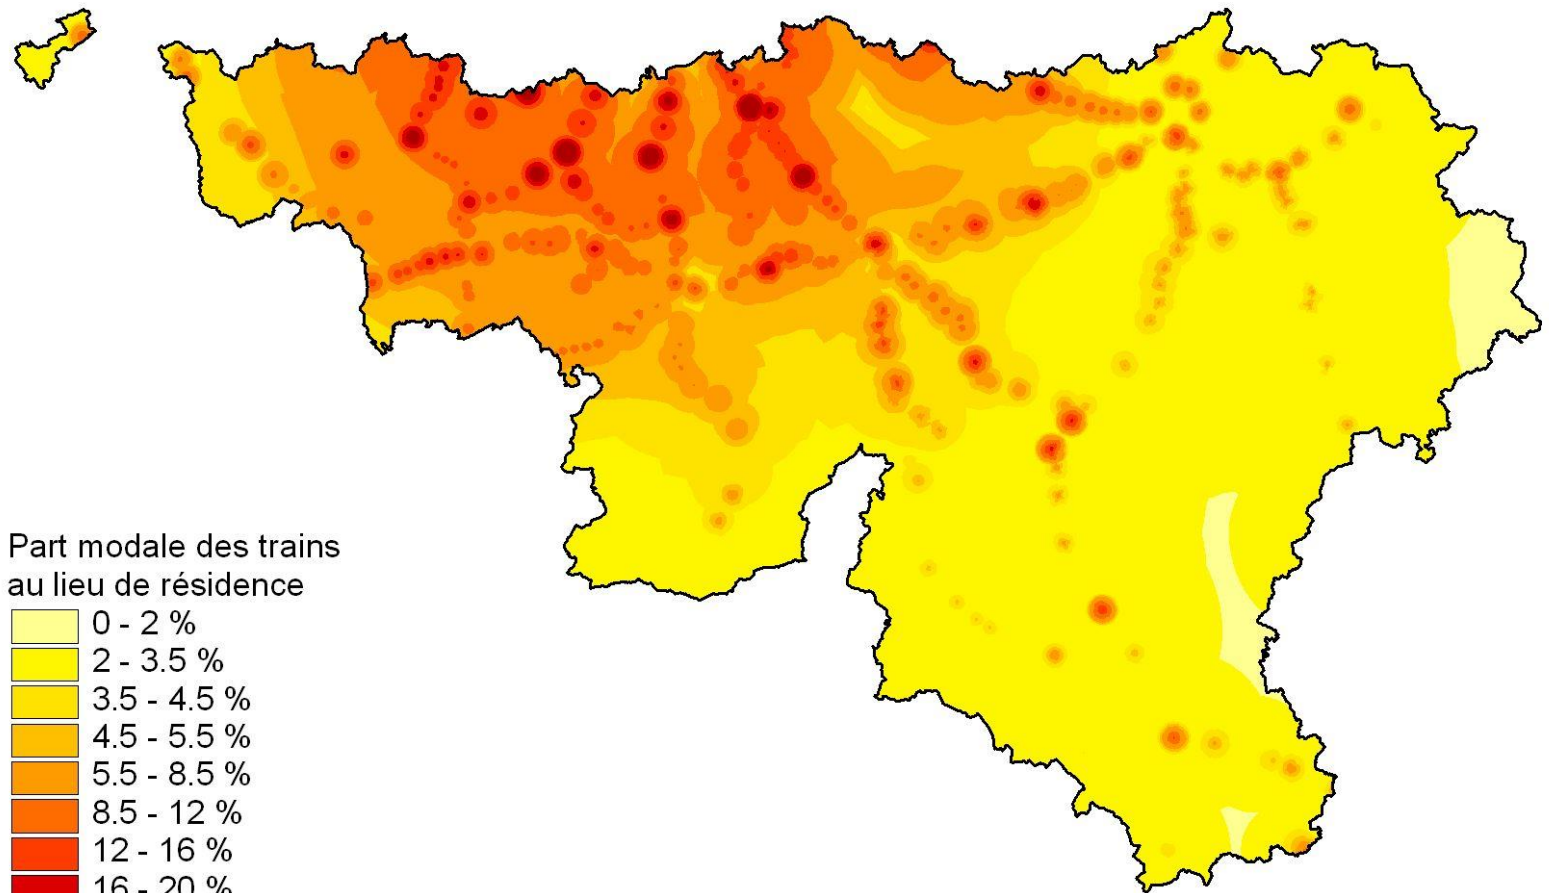 Part modale des trains
au lieu de résidence
0 - 2 %
2 - 3.5 %
3.5 - 4.5 %
4.5 - 5.5 %
5.5 - 8.5 %
8.5 - 12 %
12 - 16 %
16 - 20 %